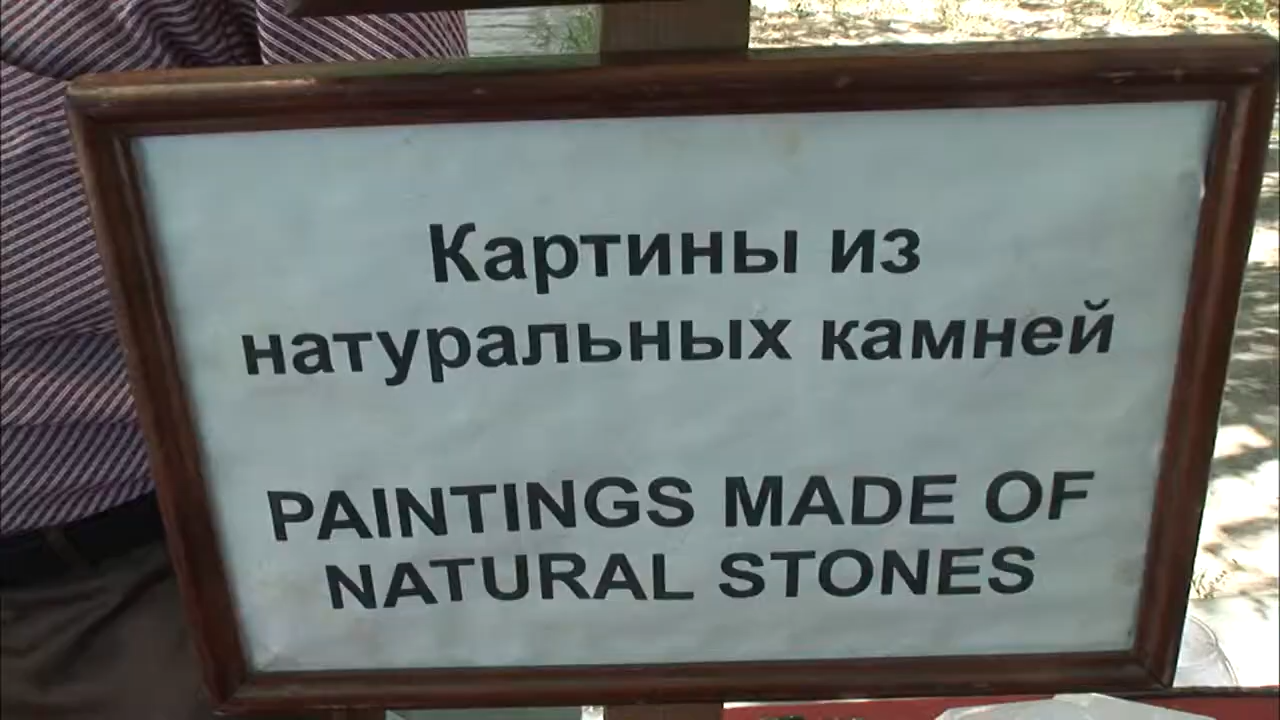 Картины из
натуральных камней
PAINTINGS MADE OF
NATURAL STONES